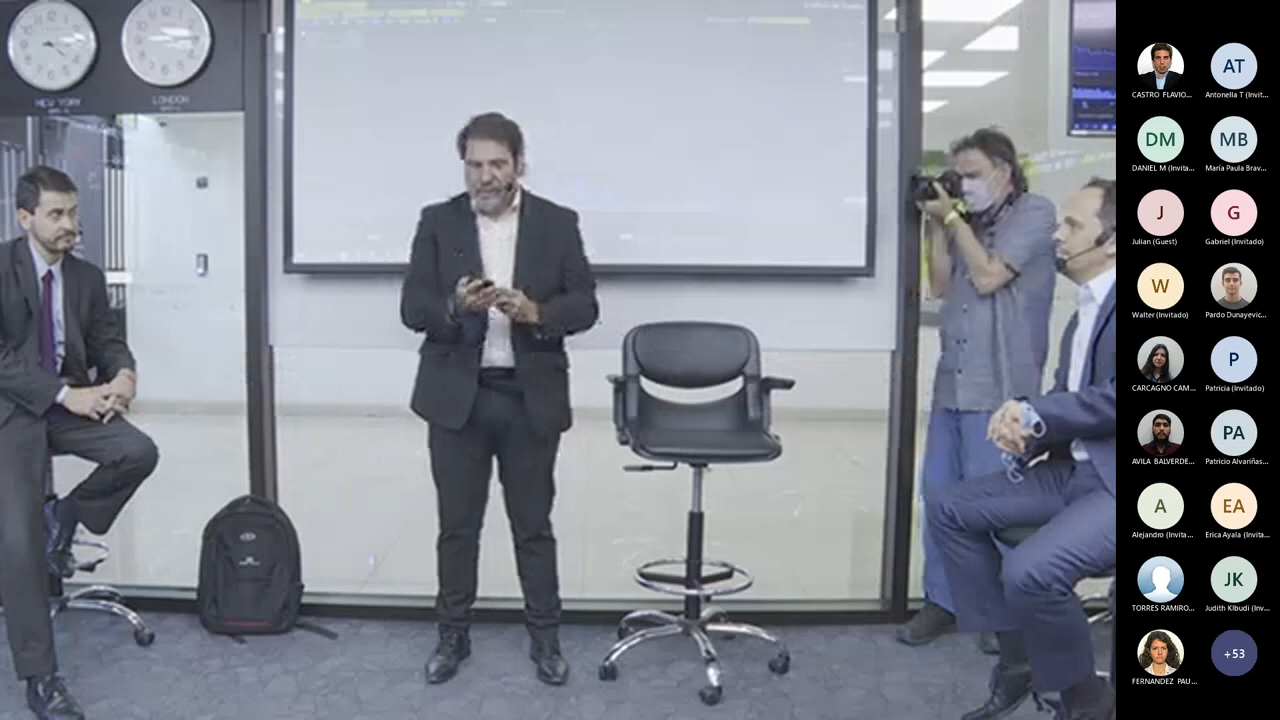 NEW YORK
LONDON
CASTRO FLAVIO...
AT
Antonella T (Invit...
DM
DANIEL M (Invita...
MB
María Paula Brav...
J
Julian (Guest)
G
Gabriel (Invitado)
W
Walter (Invitado)
Pardo Dunayevic...
CARCAGNO CAM...
P
Patricia (Invitado)
AVILA BALVERDE...
PA
Patricio Alvariñas...
A
Alejandro (Invita...
EA
Erica Ayala (Invita...
TORRES RAMIRO...
JK
Judith Klbudi (Inv...
FERNANDEZ PAU...
+53